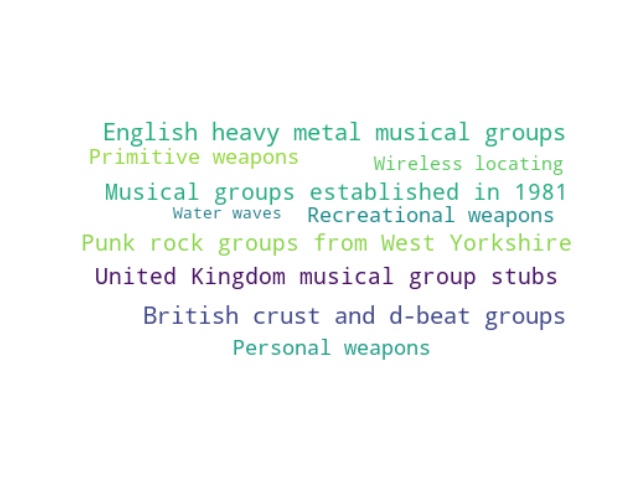 English heavy metal musical groups
Primitive weapons
Wireless locating
Musical groups established in 1981
Water waves
Recreational weapons
Punk rock groups from West Yorkshire
United Kingdom musical group stubs
British crust and d-beat groups
Personal weapons